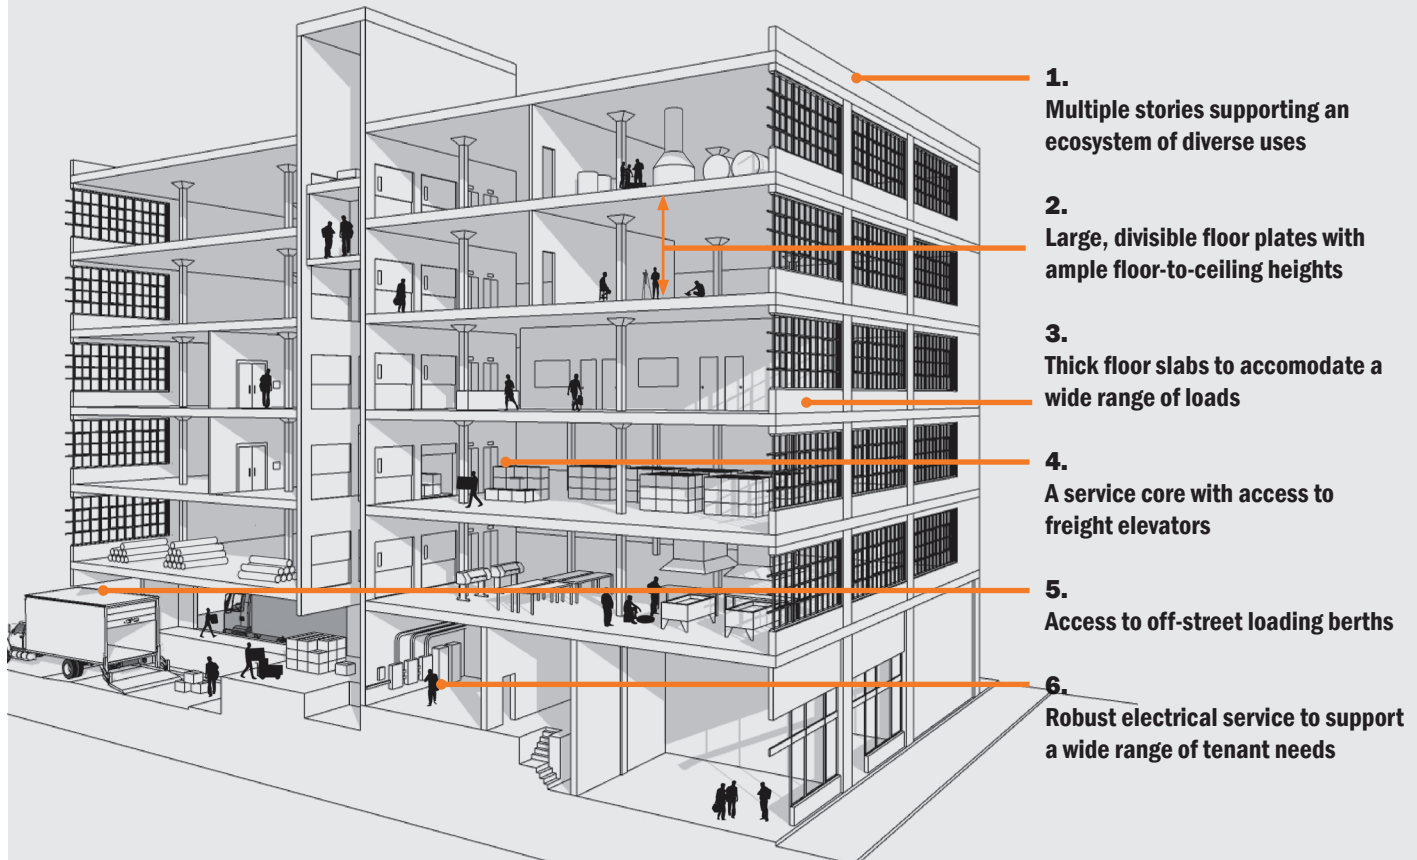 1.
Multiple stories supporting an
ecosystem of diverse uses
2.
Large, divisible floor plates with
ample floor-to-ceiling heights
3.
Thick floor slabs to accomodate a
wide range of loads
4.
A service core with access to
freight elevators
5.
Access to off-street loading berths
6.
Robust electrical service to support
a wide range of tenant needs